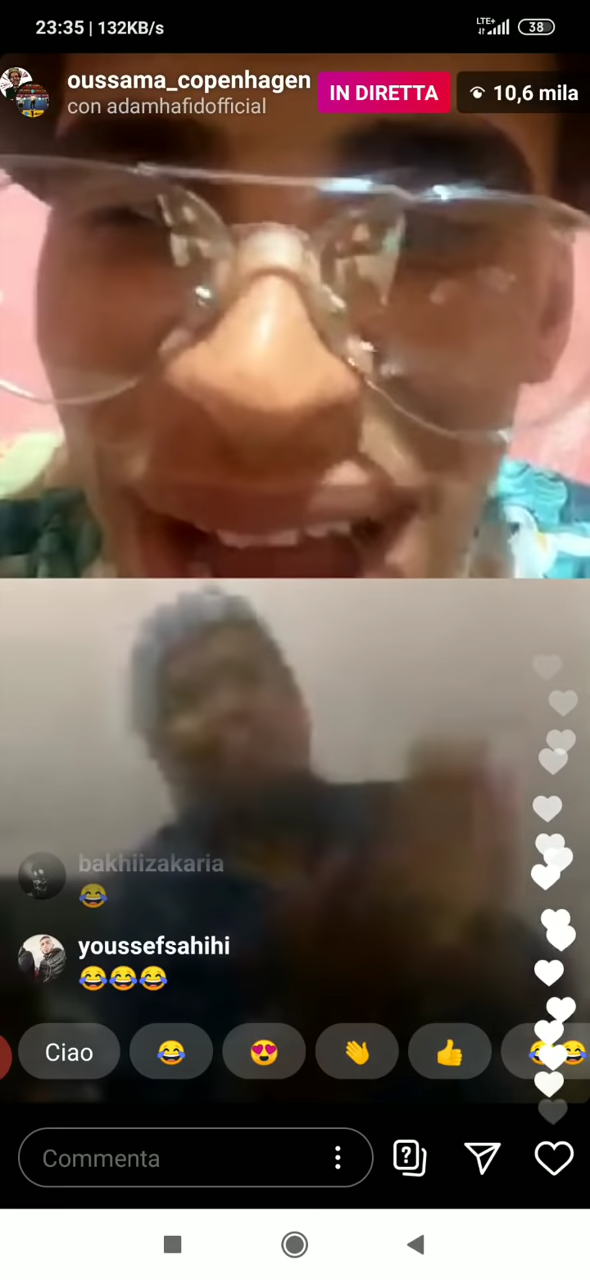 23:35 | 132KB/s LTE+ 38
oussama_copenhagen IN DIRETTA 10,6 mila
con adamhafidofficial
bakhiizakaria
😂
youssefsahihi
😂😂😂
Ciao 😂 😍 👋 👍 😂😂
Commenta